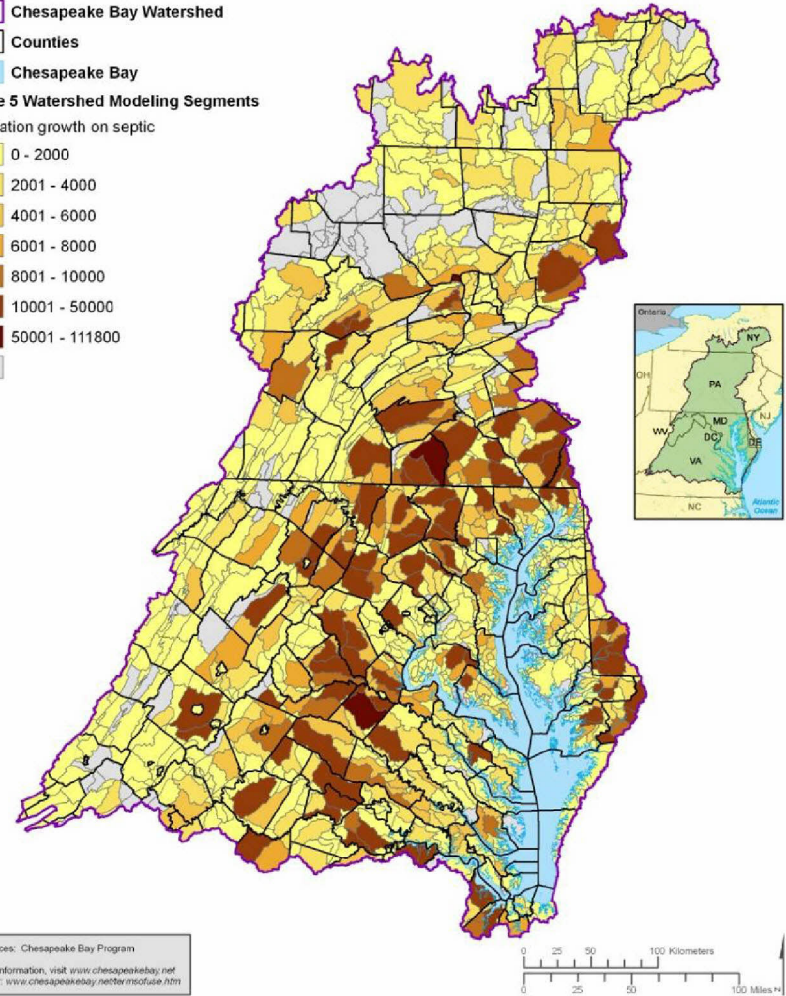 Chesapeake Bay Watershed
Counties
Chesapeake Bay
e 5 Watershed Modeling Segments
ation growth on septic
0 - 2000
2001 - 4000
4001 - 6000
6001 - 8000
8001 - 10000
10001 - 50000
50001 - 111800
Ontario
NY
OH
PA
NJ
MD
WV
DC
DE
VA
NC
Atlantic
Ocean
ces: Chesapeake Bay Program
nformation, visit www.chesapeakebay.net
: www.chesapeakebay.net/termsofuse.htm
0 25 50 100 Kilometers
0 25 50 100 Miles
N